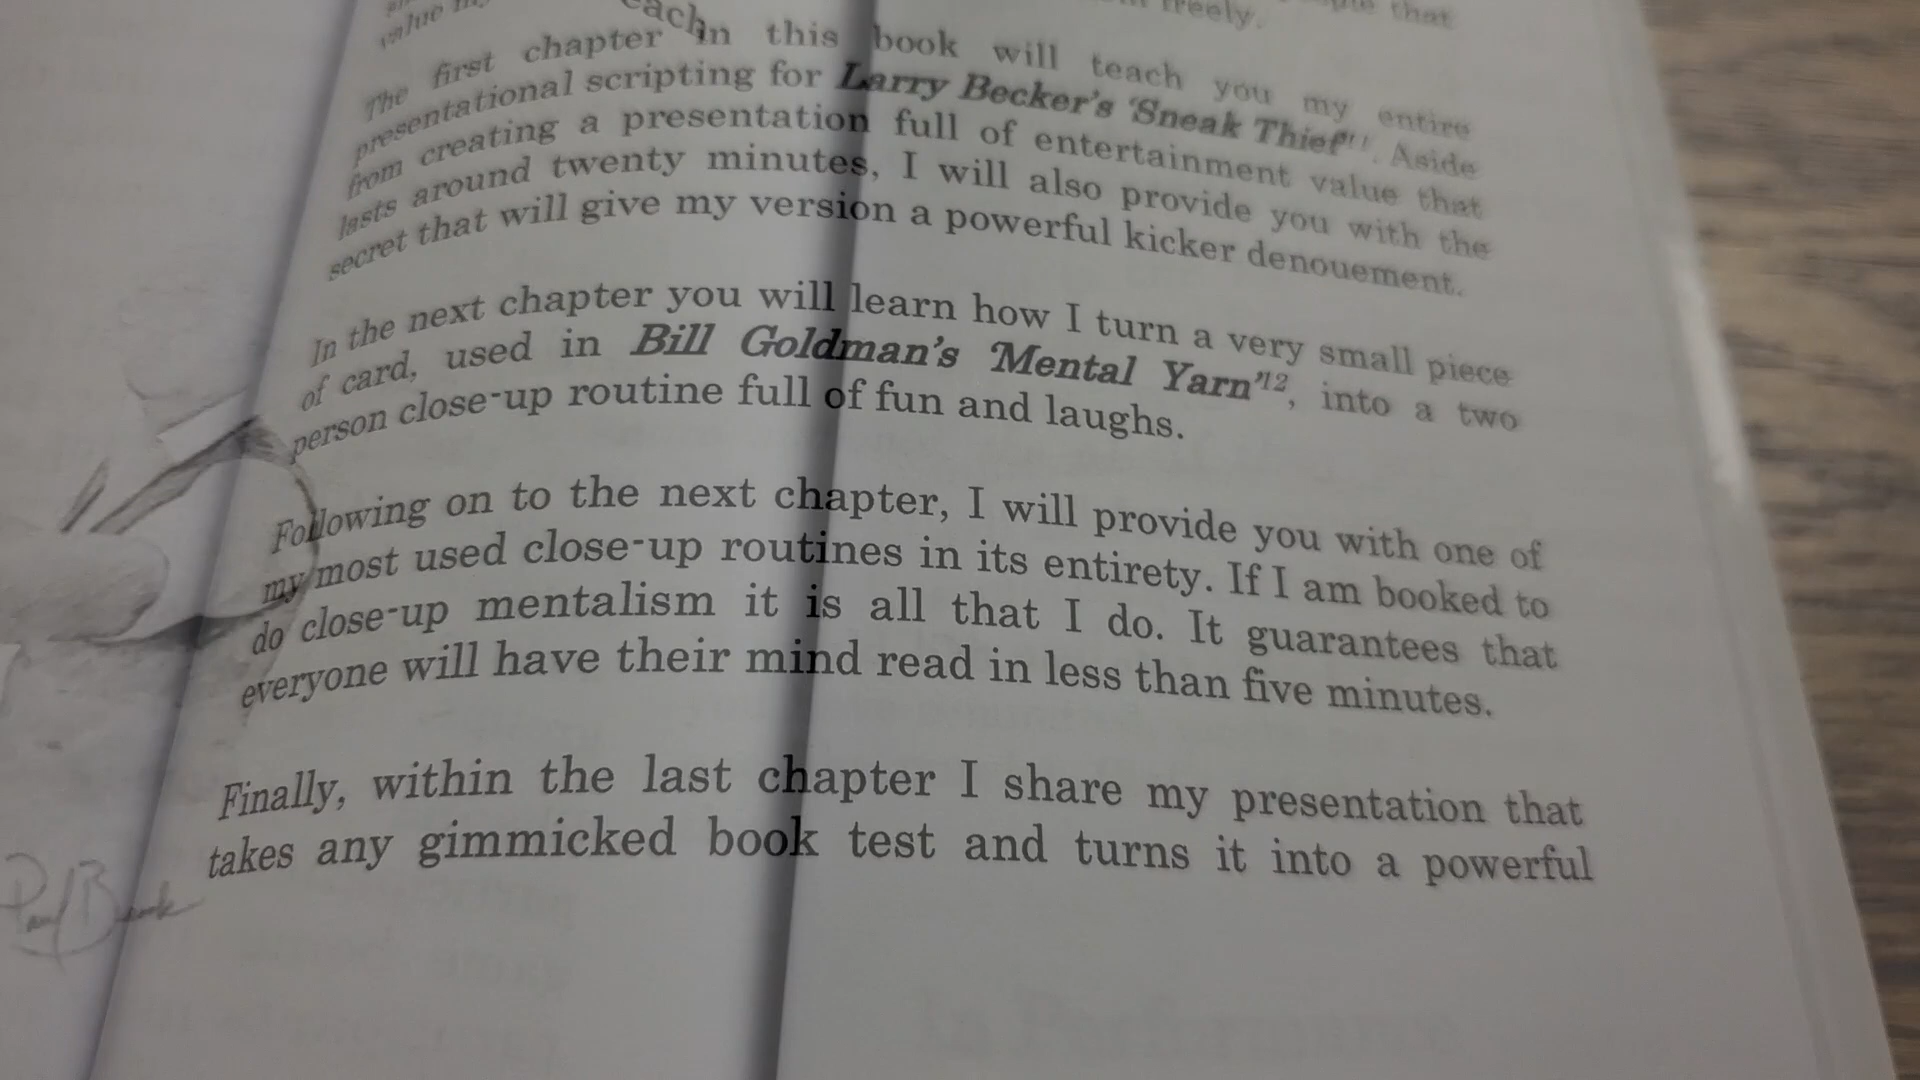 value
each
freely.
that
The first chapter in this book will teach you my entire
presentational scripting for Larry Becker's 'Sneak Thief'¹¹. Aside
from creating a presentation full of entertainment value that
lasts around twenty minutes, I will also provide you with the
secret that will give my version a powerful kicker denouement.
In the next chapter you will learn how I turn a very small piece
of card, used in Bill Goldman's 'Mental Yarn'¹², into a two
person close-up routine full of fun and laughs.
Following on to the next chapter, I will provide you with one of
my most used close-up routines in its entirety. If I am booked to
do close-up mentalism it is all that I do. It guarantees that
everyone will have their mind read in less than five minutes.
Finally, within the last chapter I share my presentation that
takes any gimmicked book test and turns it into a powerful
Paul Brook